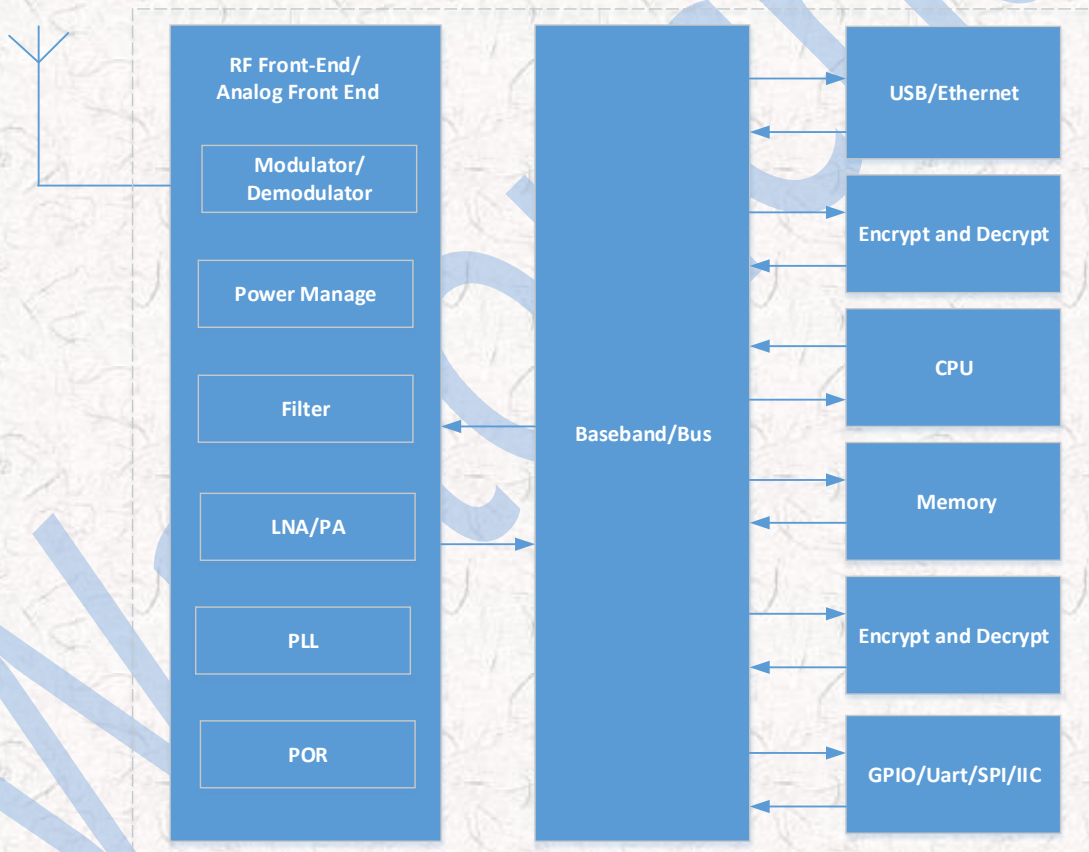 RF Front-End/
Analog Front End
Modulator/
Demodulator
Power Manage
Filter
LNA/PA
PLL
POR
Baseband/Bus
USB/Ethernet
Encrypt and Decrypt
CPU
Memory
Encrypt and Decrypt
GPIO/Uart/SPI/IIC